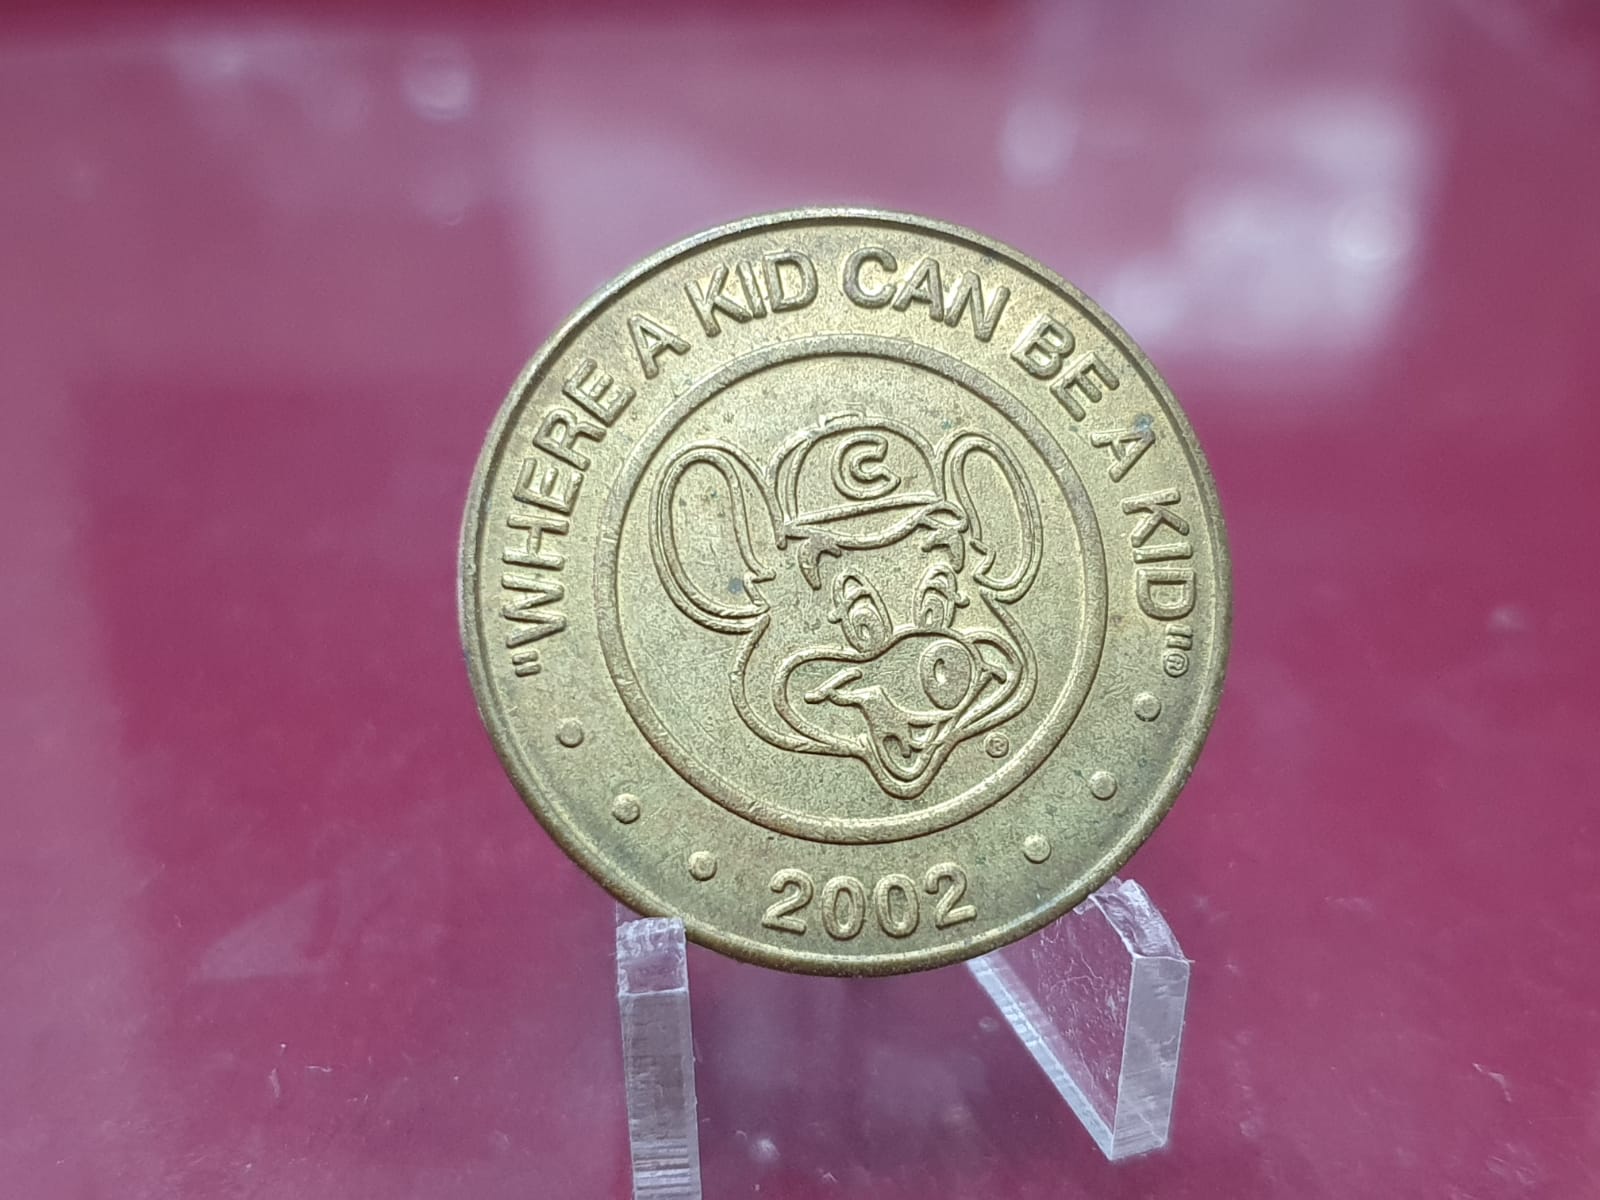 "WHERE A KID CAN BE A KID"®
C
®
2002